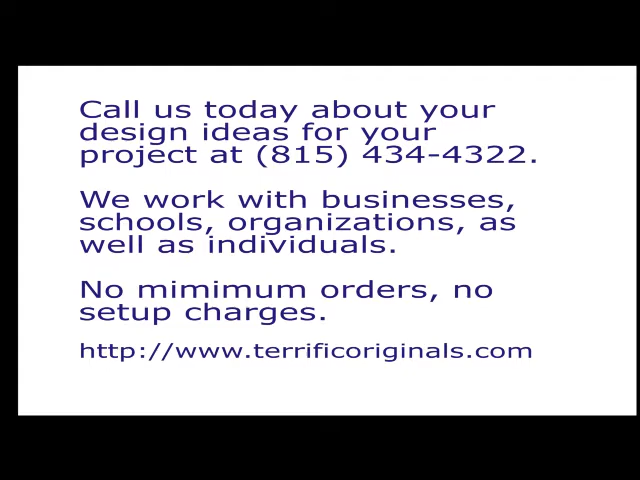 Call us today about your
design ideas for your
project at (815) 434-4322.
We work with businesses,
schools, organizations, as
well as individuals.
No mimimum orders, no
setup charges.
http://www.terrificoriginals.com